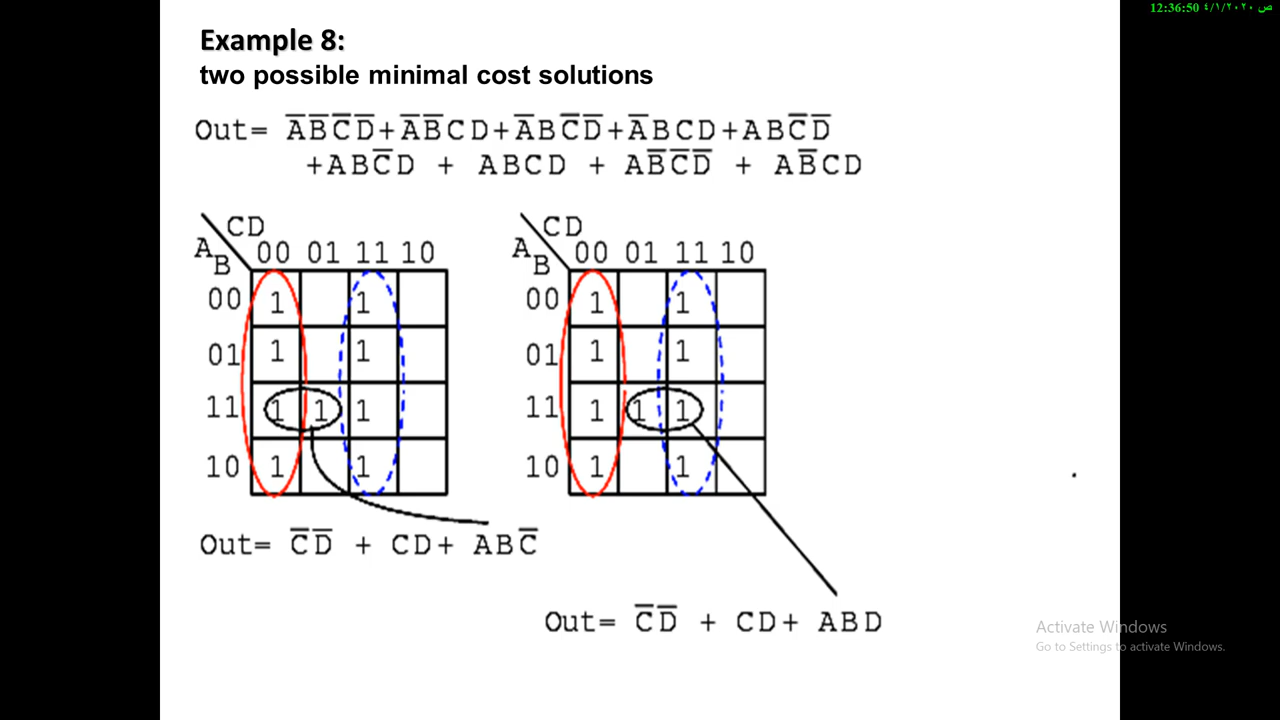 12:36:50 ٤/١/٢٠٢٠ ص
Example 8:
two possible minimal cost solutions
Out= A̅B̅C̅D̅+A̅B̅CD+A̅BC̅D̅+A̅BCD+ABC̅D̅
+ABC̅D + ABCD + AB̅C̅D̅ + AB̅CD
CD
A B 00 01 11 10
00 1 1
01 1 1
11 1 1 1
10 1 1
Out= C̅D̅ + CD+ ABC̅
CD
A B 00 01 11 10
00 1 1
01 1 1
11 1 1 1
10 1 1
Out= C̅D̅ + CD+ ABD
Activate Windows
Go to Settings to activate Windows.